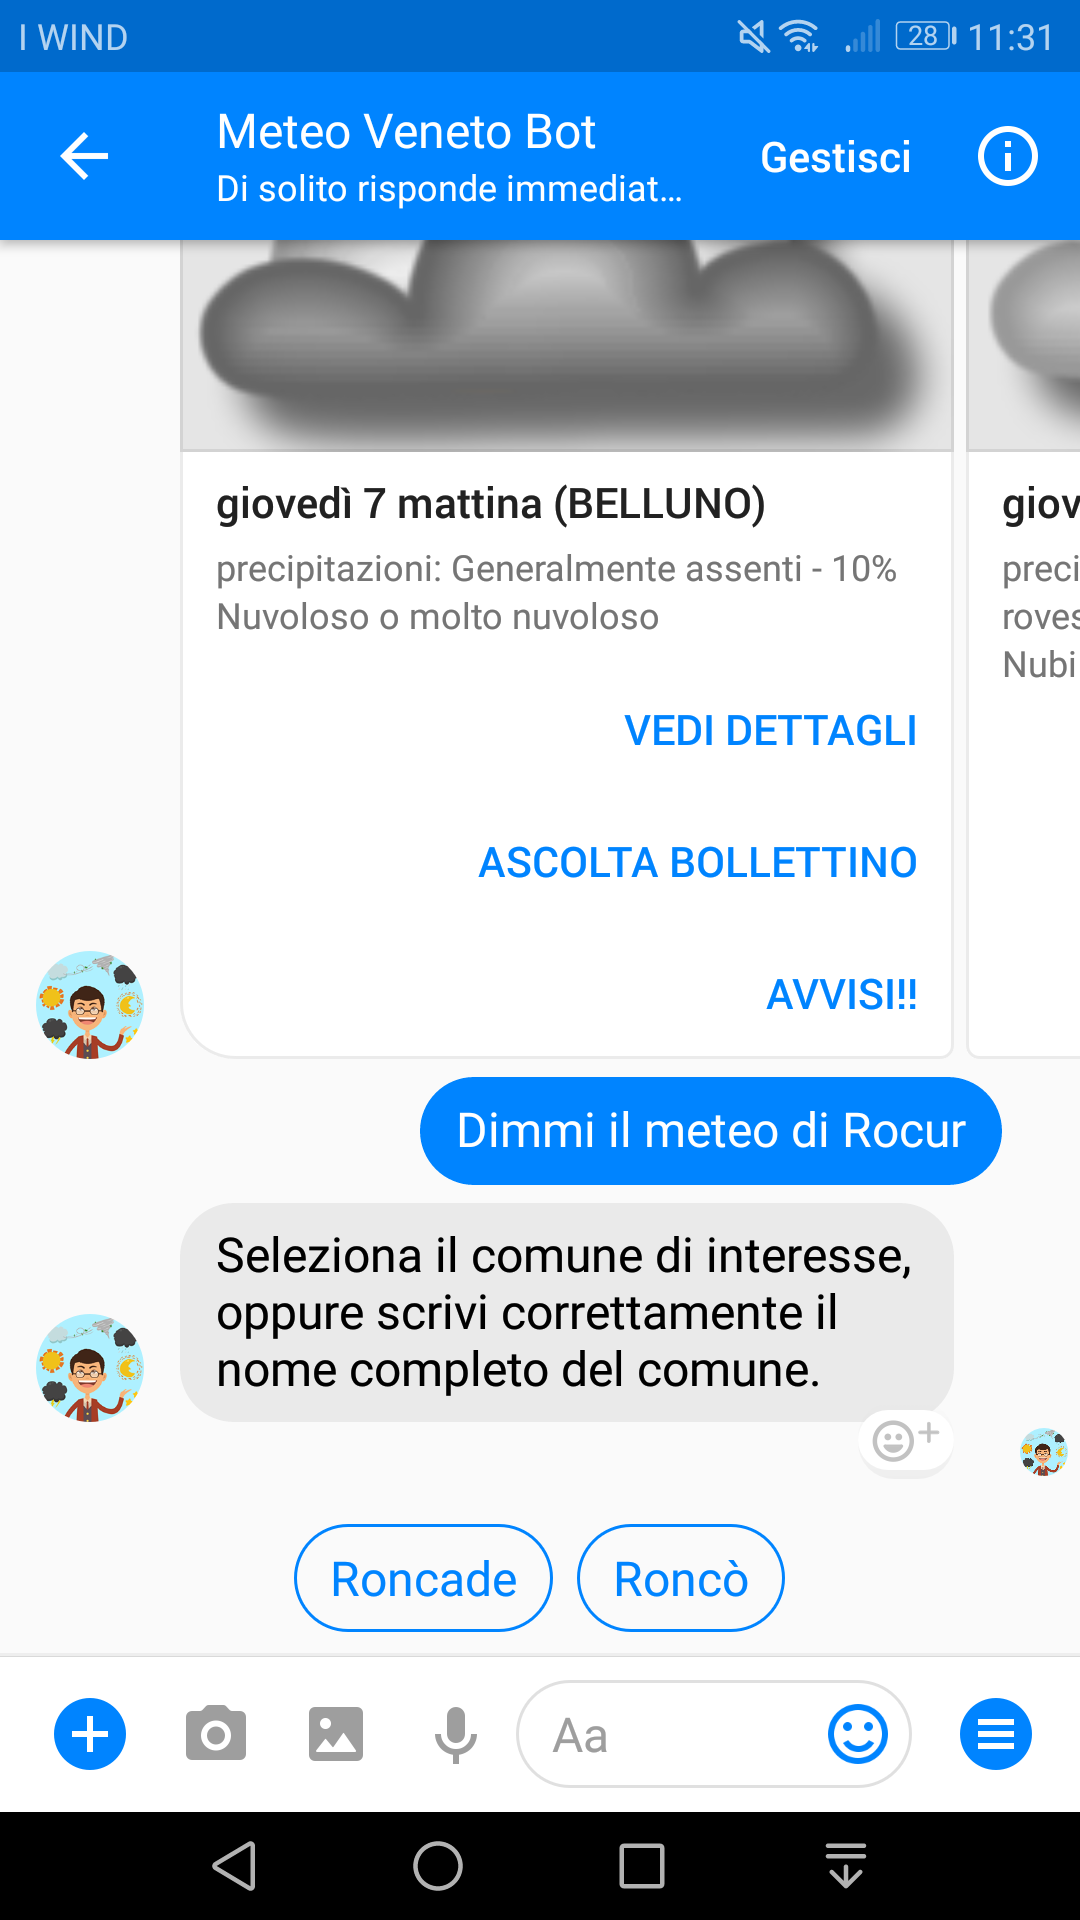 I WIND
28
11:31
Meteo Veneto Bot
Di solito risponde immediat...
Gestisci
giovedì 7 mattina (BELLUNO)
precipitazioni: Generalmente assenti - 10%
Nuvoloso o molto nuvoloso
VEDI DETTAGLI
ASCOLTA BOLLETTINO
AVVISI!!
giov
preci
roves
Nubi
Dimmi il meteo di Rocur
Seleziona il comune di interesse,
oppure scrivi correttamente il
nome completo del comune.
Roncade
Roncò
Aa